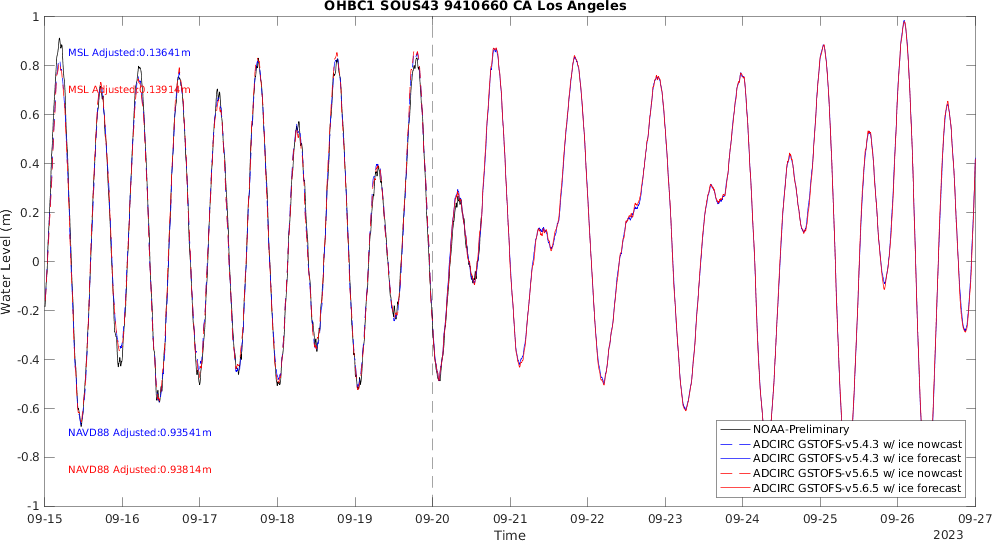 OHBC1 SOUS43 9410660 CA Los Angeles
MSL Adjusted:0.13641m
MSL Adjusted:0.13914m
NAVD88 Adjusted:0.93541m
NAVD88 Adjusted:0.93814m
Water Level (m)
0.8
0.6
0.4
0.2
0
-0.2
-0.4
-0.6
-0.8
-1
NOAA-Preliminary
ADCIRC GSTOFS-v5.4.3 w/ ice nowcast
ADCIRC GSTOFS-v5.4.3 w/ ice forecast
ADCIRC GSTOFS-v5.6.5 w/ ice nowcast
ADCIRC GSTOFS-v5.6.5 w/ ice forecast
09-15 09-16 09-17 09-18 09-19 09-20 09-21 09-22 09-23 09-24 09-25 09-26 09-27
Time
2023